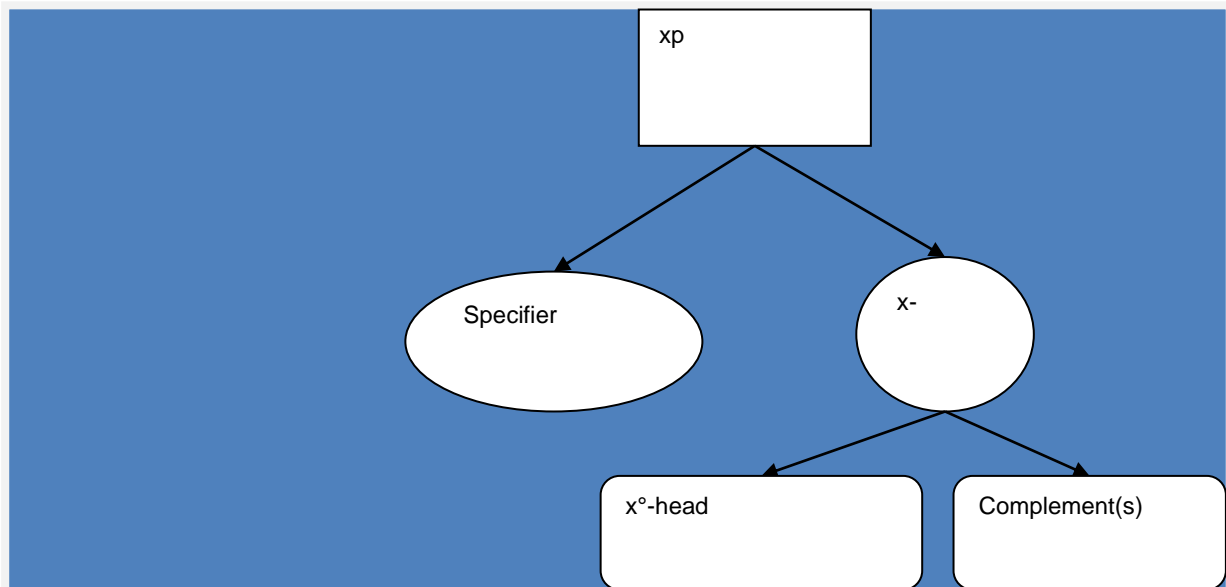 xp
Specifier
x-
x°-head
Complement(s)